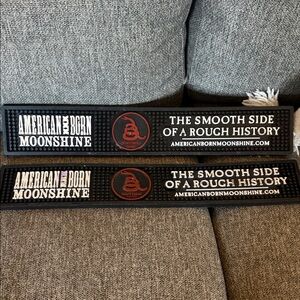 AMERICAN BORN
MOONSHINE
THE SMOOTH SIDE
OF A ROUGH HISTORY
AMERICANBORNMOONSHINE.COM
AMERICAN BORN
MOONSHINE
THE SMOOTH SIDE
OF A ROUGH HISTORY
AMERICANBORNMOONSHINE.COM